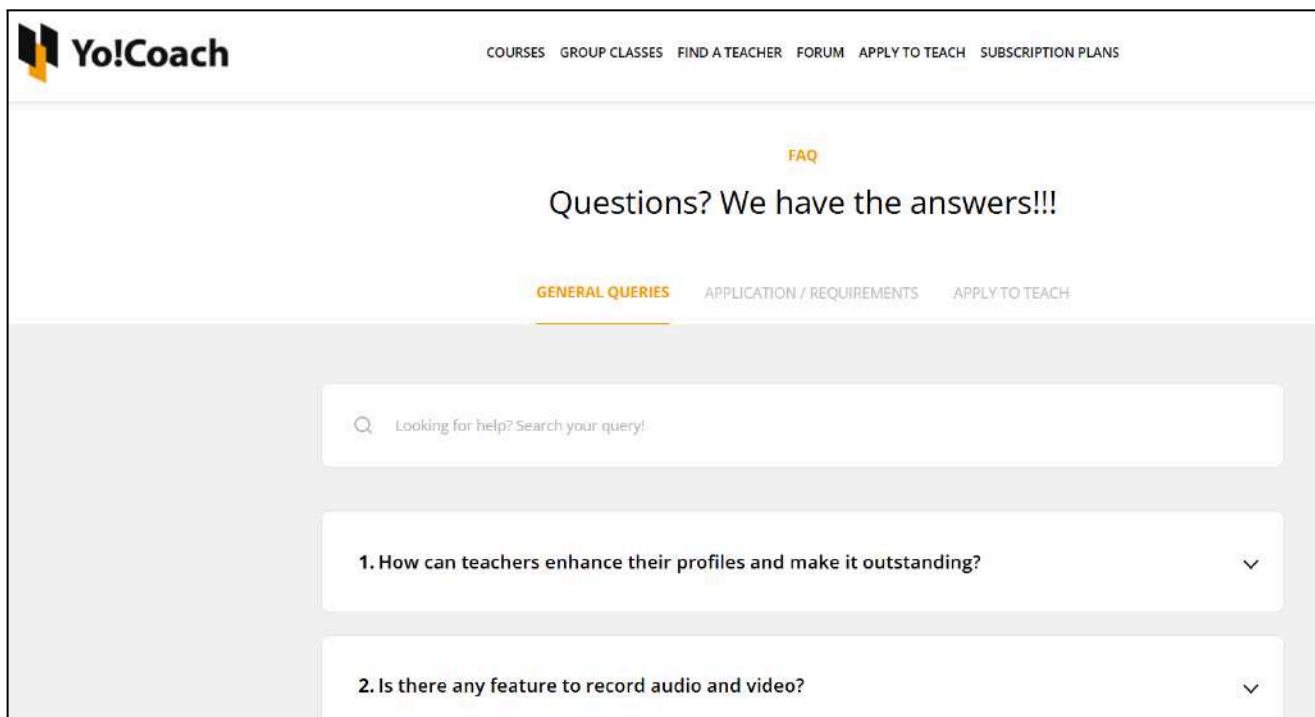 Yo!Coach
COURSES GROUP CLASSES FIND A TEACHER FORUM APPLY TO TEACH SUBSCRIPTION PLANS
FAQ
Questions? We have the answers!!!
GENERAL QUERIES APPLICATION / REQUIREMENTS APPLY TO TEACH
Looking for help? Search your query!
1. How can teachers enhance their profiles and make it outstanding?
2. Is there any feature to record audio and video?